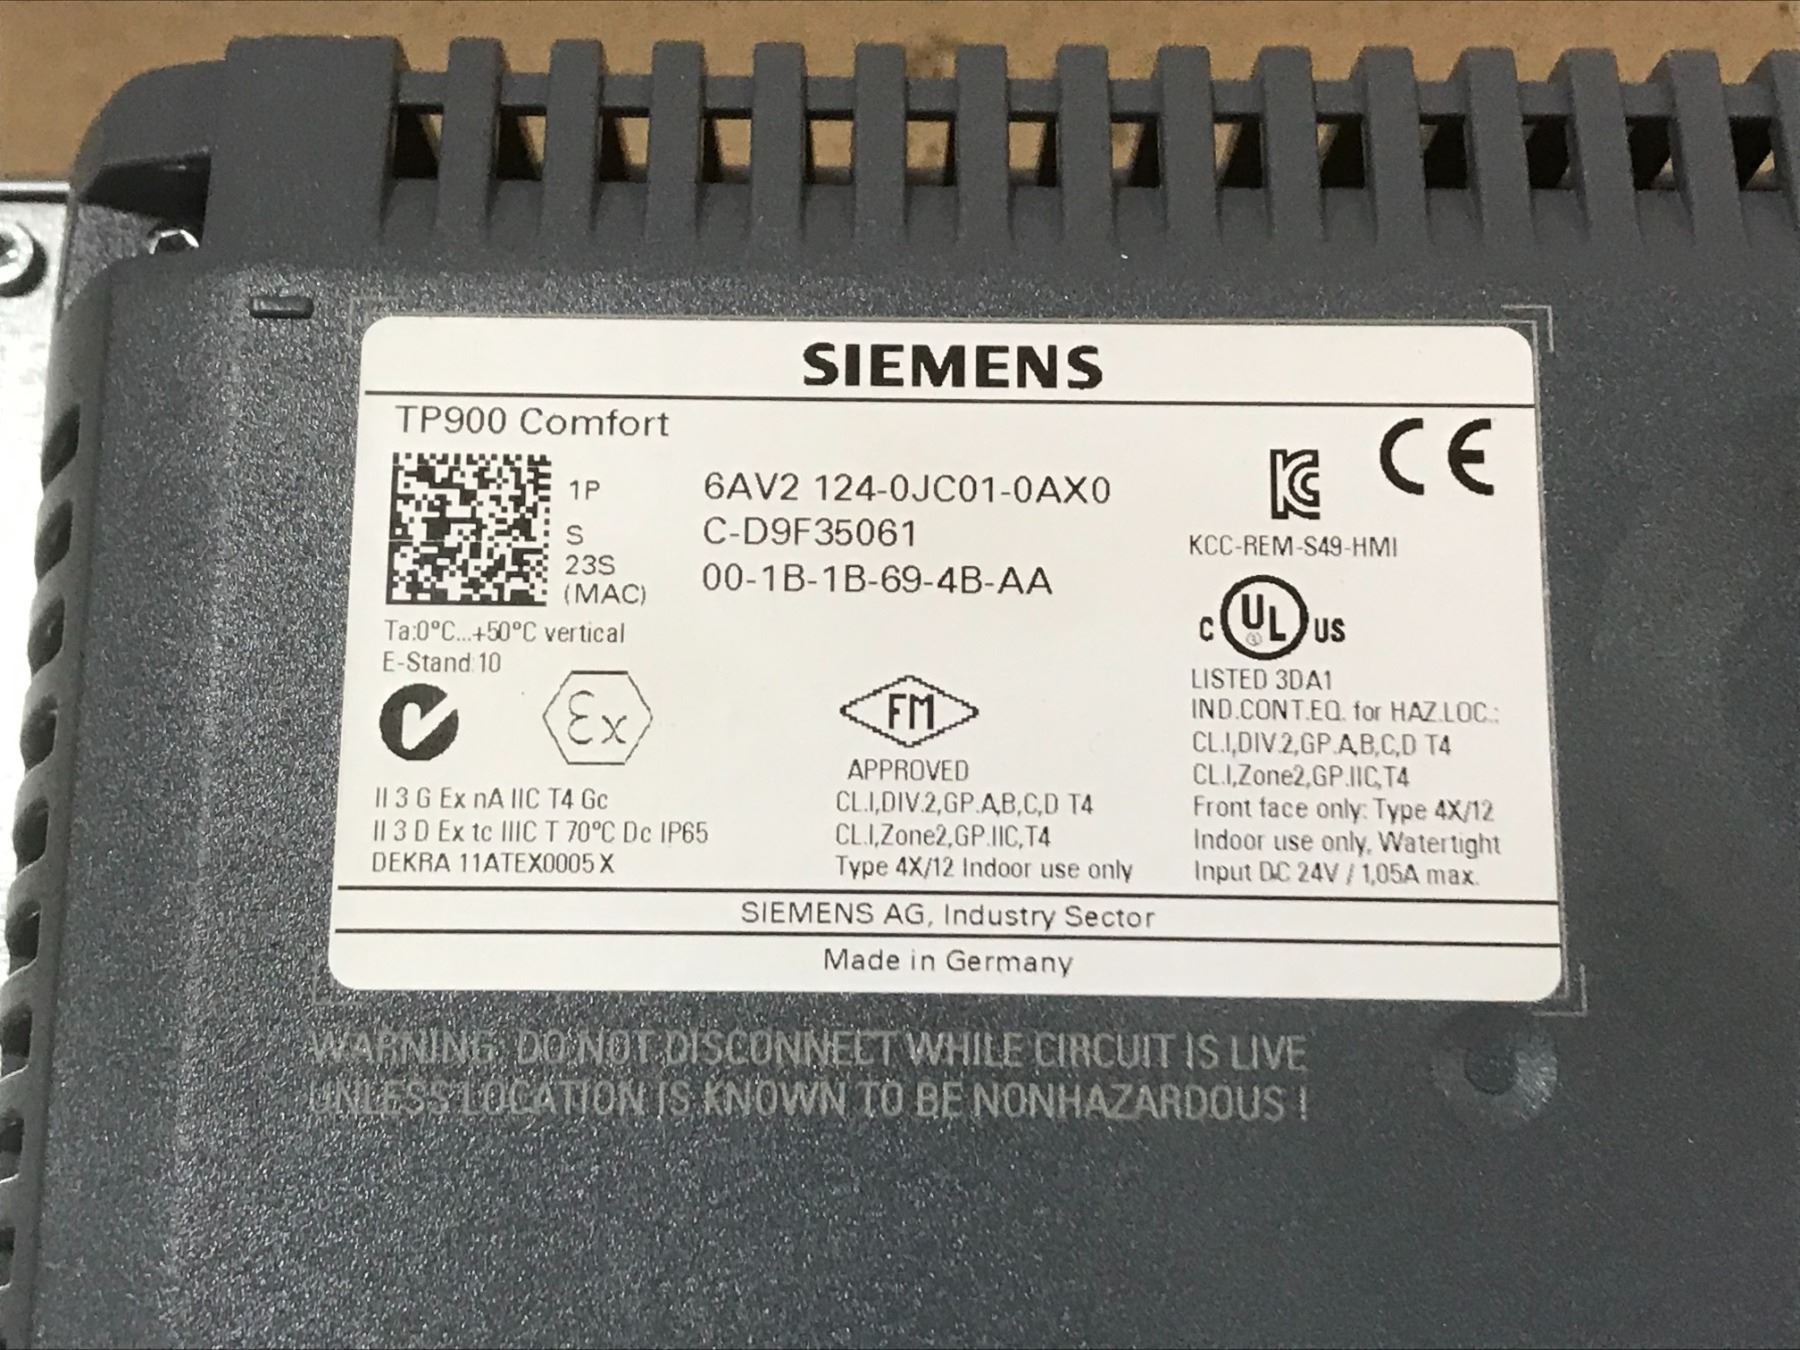 SIEMENS
TP900 Comfort
1P 6AV2 124-0JC01-0AX0
S C-D9F35061
23S
(MAC) 00-1B-1B-69-4B-AA
Ta:0°C...+50°C vertical
E-Stand:10
Ex
II 3 G Ex nA IIC T4 Gc
II 3 D Ex tc IIIC T 70°C Dc IP65
DEKRA 11ATEX0005 X
FM
APPROVED
CL.I,DIV.2,GP.A,B,C,D T4
CL.I,Zone2,GP.IIC,T4
Type 4X/12 Indoor use only
CE
KC
KCC-REM-S49-HMI
C UL US
LISTED 3DA1
IND.CONT.EQ. for HAZ.LOC.:
CL.I,DIV.2,GP.A,B,C,D T4
CL.I,Zone2,GP.IIC,T4
Front face only: Type 4X/12
Indoor use only, Watertight
Input DC 24V / 1,05A max.
SIEMENS AG, Industry Sector
Made in Germany
WARNING: DO NOT DISCONNECT WHILE CIRCUIT IS LIVE
UNLESS LOCATION IS KNOWN TO BE NONHAZARDOUS !